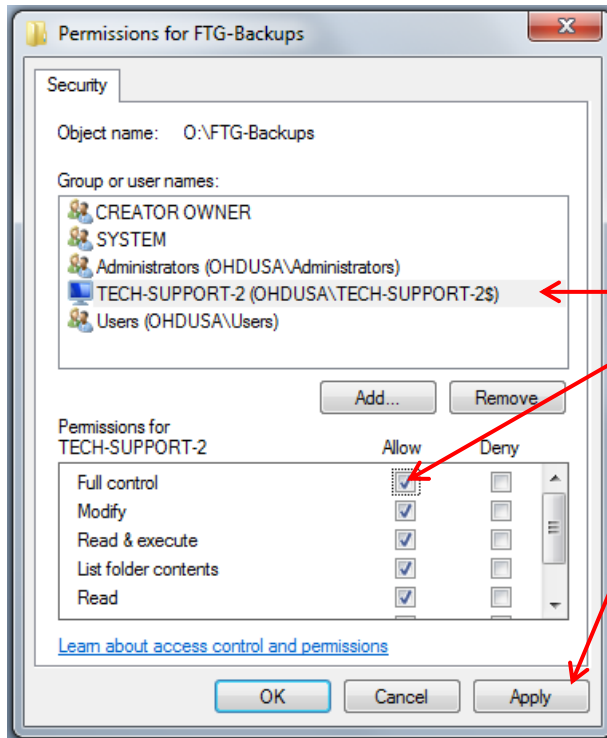 Permissions for FTG-Backups
Security
Object name: O:\FTG-Backups
Group or user names:
CREATOR OWNER
SYSTEM
Administrators (OHDUSA\Administrators)
TECH-SUPPORT-2 (OHDUSA\TECH-SUPPORT-2$)
Users (OHDUSA\Users)
Add... Remove
Permissions for
TECH-SUPPORT-2 Allow Deny
Full control
Modify
Read & execute
List folder contents
Read
Learn about access control and permissions
OK Cancel Apply